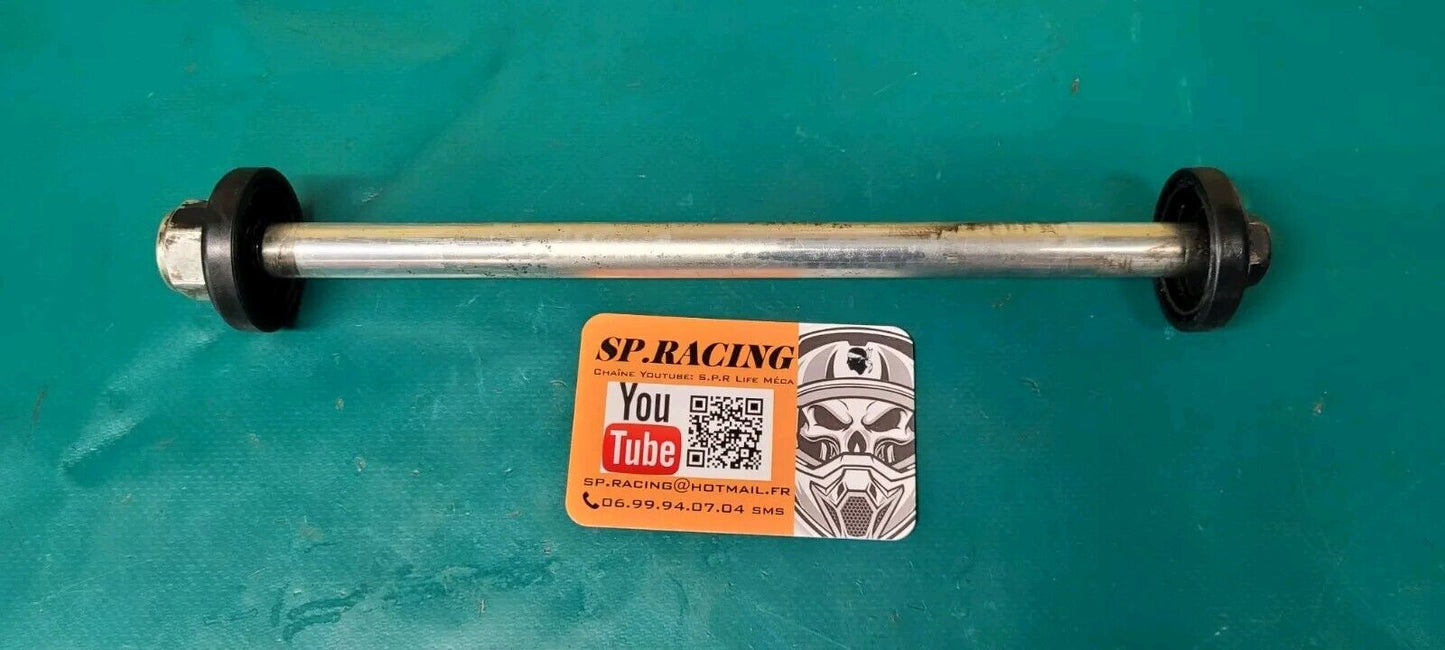 SP.RACING
Chaîne Youtube: S.P.R Life Méca
You
Tube
SP.RACING@HOTMAIL.FR
06.99.94.07.04 SMS